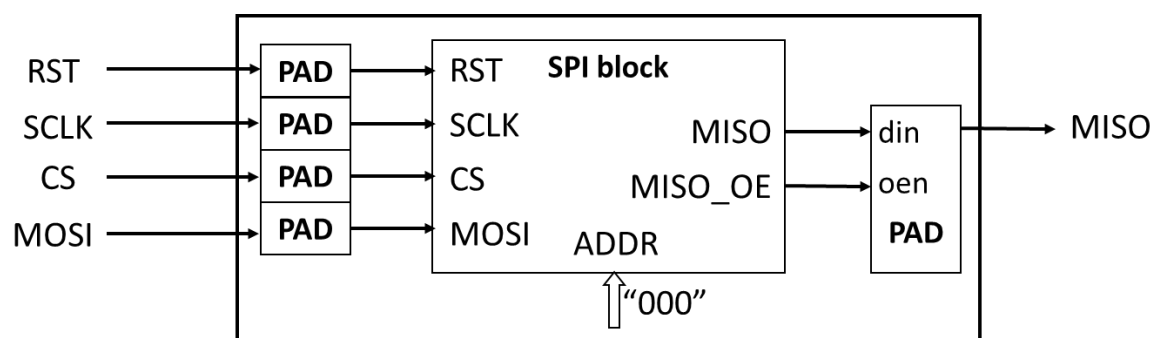 RST PAD RST SPI block
SCLK PAD SCLK MISO din MISO
CS PAD CS MISO_OE oen
MOSI PAD MOSI ADDR PAD
"000"